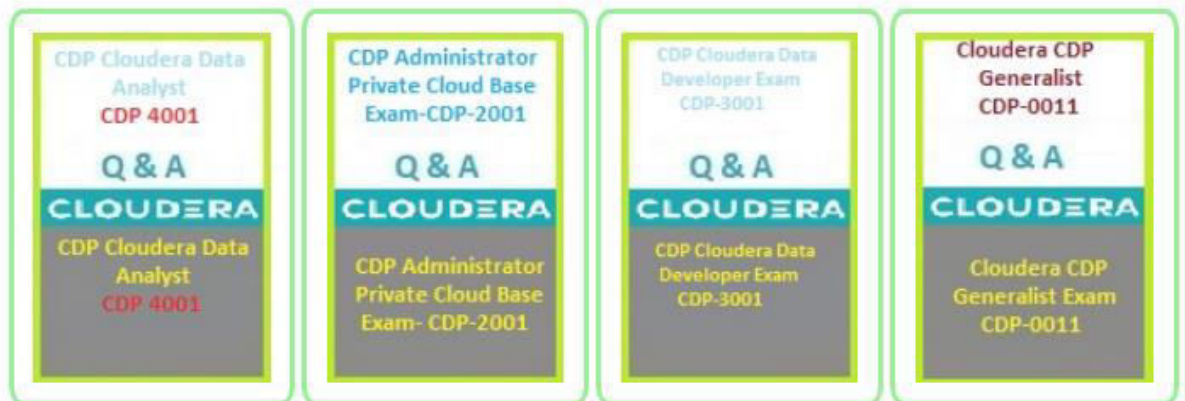 CDP Cloudera Data
Analyst
CDP 4001
Q & A
CLOUDERA
CDP Cloudera Data
Analyst
CDP 4001
CDP Administrator
Private Cloud Base
Exam-CDP-2001
Q & A
CLOUDERA
CDP Administrator
Private Cloud Base
Exam- CDP-2001
CDP Cloudera Data
Developer Exam
CDP-3001
Q & A
CLOUDERA
CDP Cloudera Data
Developer Exam
CDP-3001
Cloudera CDP
Generalist
CDP-0011
Q & A
CLOUDERA
Cloudera CDP
Generalist Exam
CDP-0011